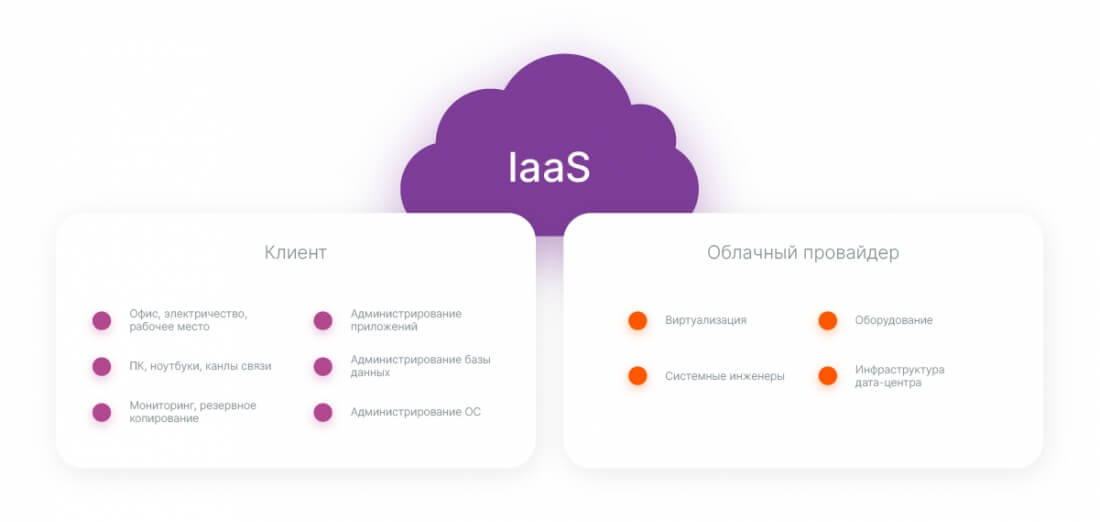 IaaS
Клиент
Офис, электричество,
рабочее место
ПК, ноутбуки, канлы связи
Мониторинг, резервное
копирование
Администрирование
приложений
Администрирование базы
данных
Администрирование ОС
Облачный провайдер
Виртуализация
Системные инженеры
Оборудование
Инфраструктура
дата-центра